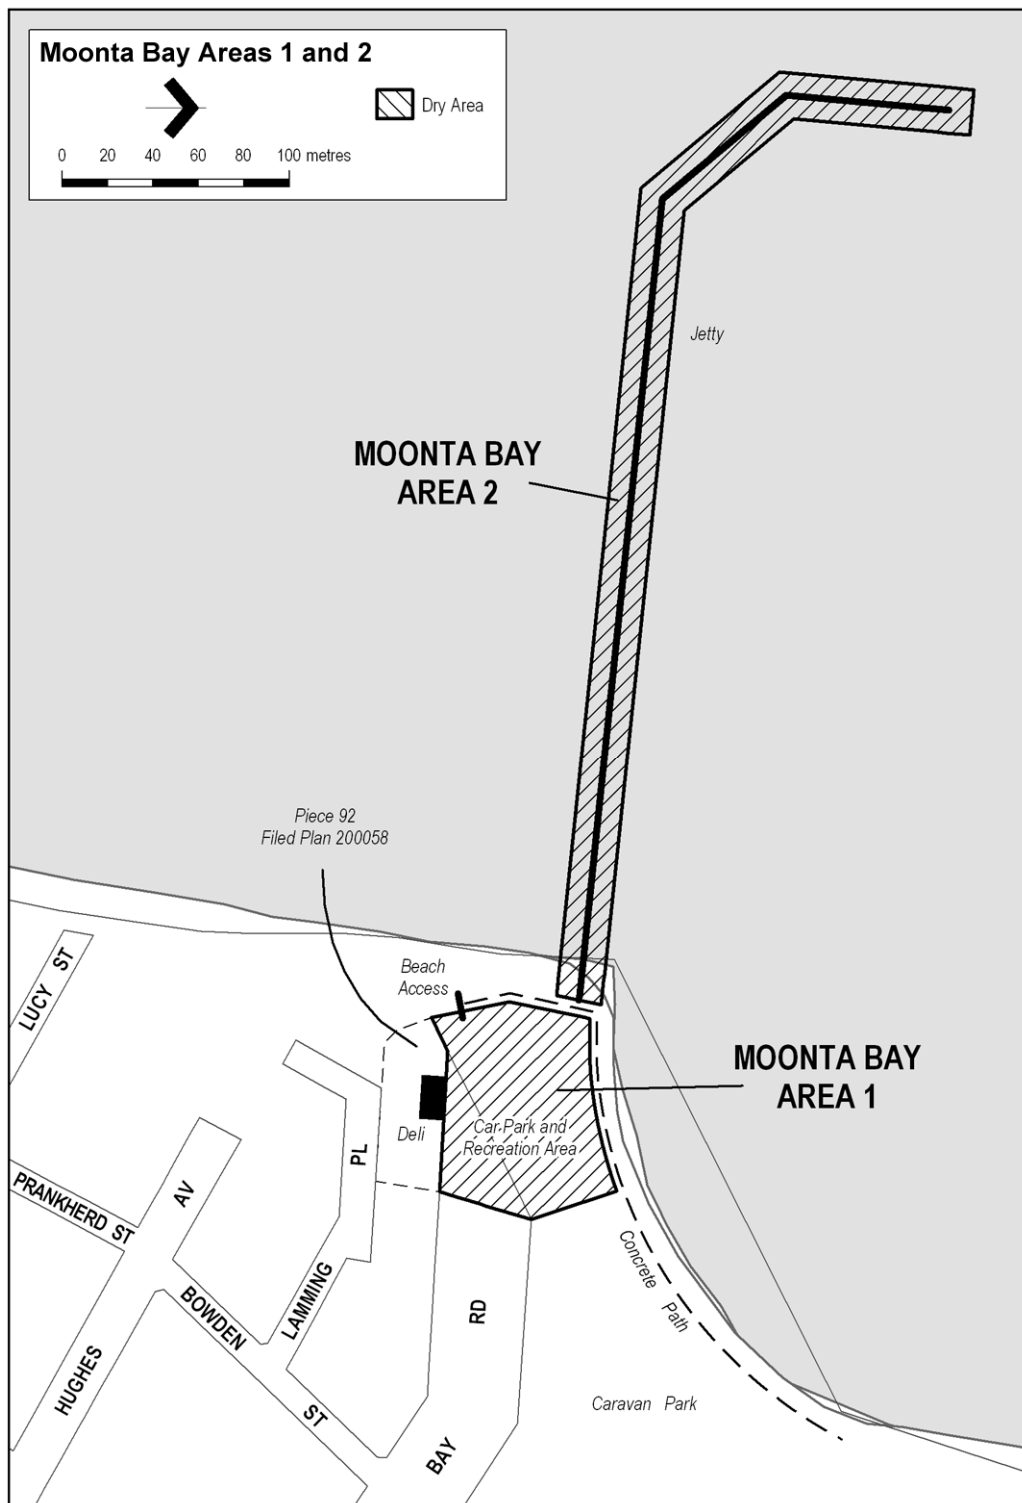 Moonta Bay Areas 1 and 2
Dry Area
0 20 40 60 80 100 metres
Jetty
MOONTA BAY
AREA 2
Piece 92
Filed Plan 200058
LUCY ST
Beach
Access
MOONTA BAY
AREA 1
Car Park and
Recreation Area
Deli
PL
AV
PRANKHERD ST
Concrete Path
LAMMING
BOWDEN
RD
HUGHES
ST
Caravan Park
BAY